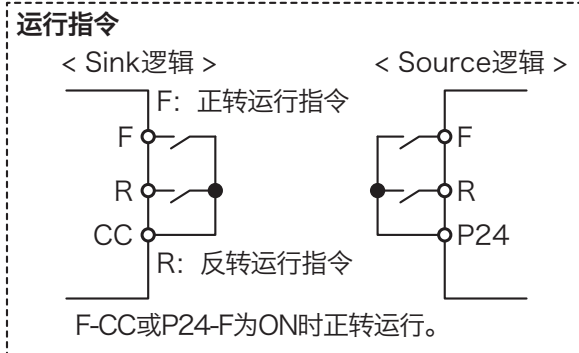 运行指令
< Sink逻辑 >
< Source逻辑 >
F：正转运行指令
F
F
R
R
CC
P24
R：反转运行指令
F-CC或P24-F为ON时正转运行。